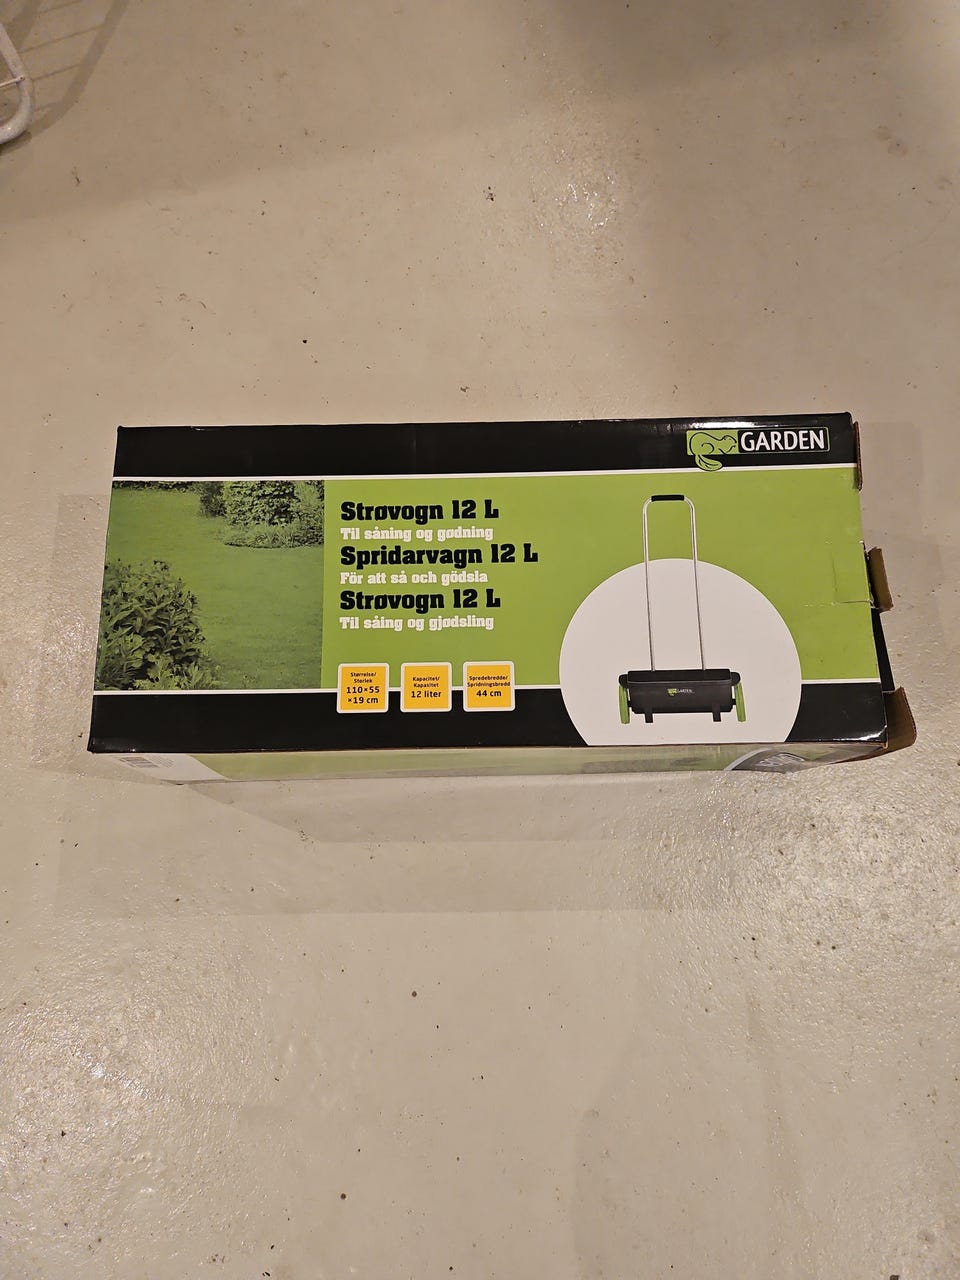 GARDEN
Strøvogn 12 L
Til såning og gødning
Spridarvagn 12 L
För att så och gödsla
Strøvogn 12 L
Til såing og gjødsling
Størrelse/
Storlek
110×55
×19 cm
Kapacitet/
Kapasitet
12 liter
Spredebredde/
Spridningsbredd
44 cm
GARDEN